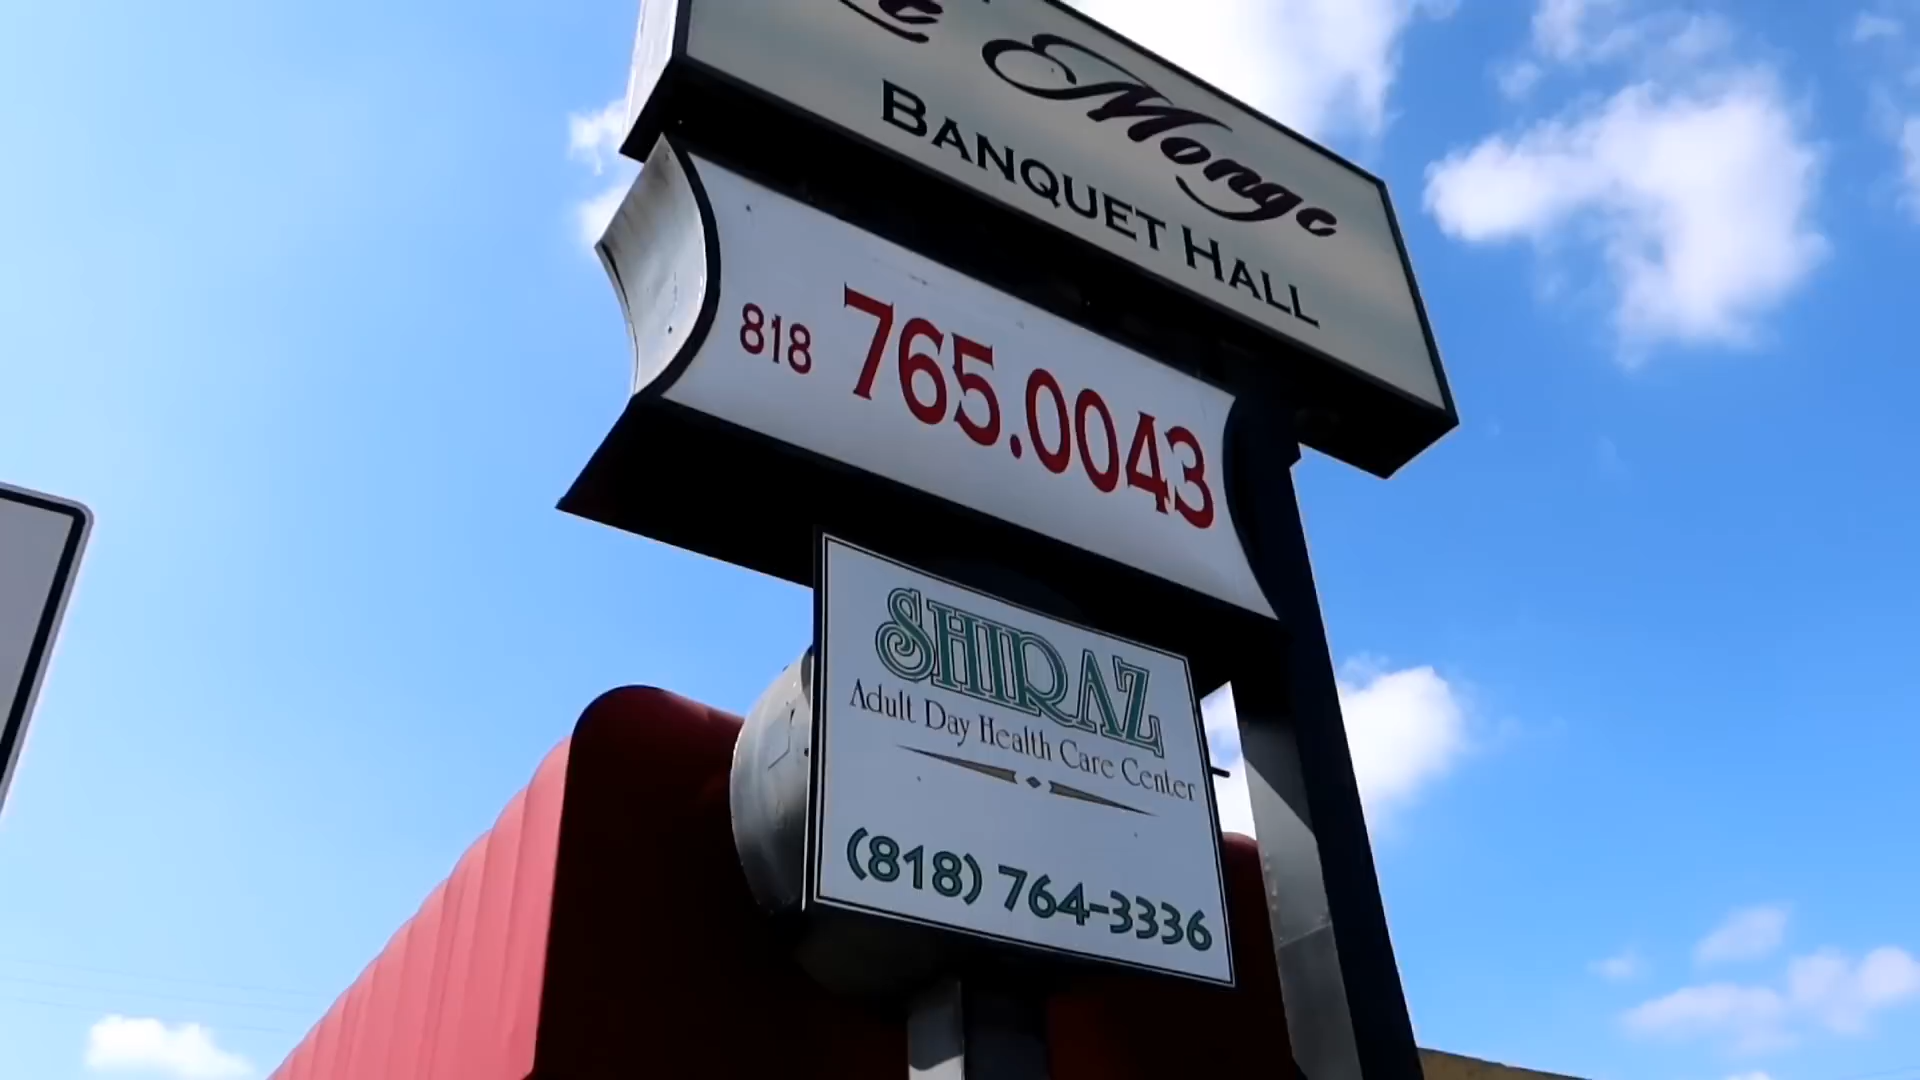 Monge
BANQUET HALL
818 765.0043
SHIRAZ
Adult Day Health Care Center
(818) 764-3336